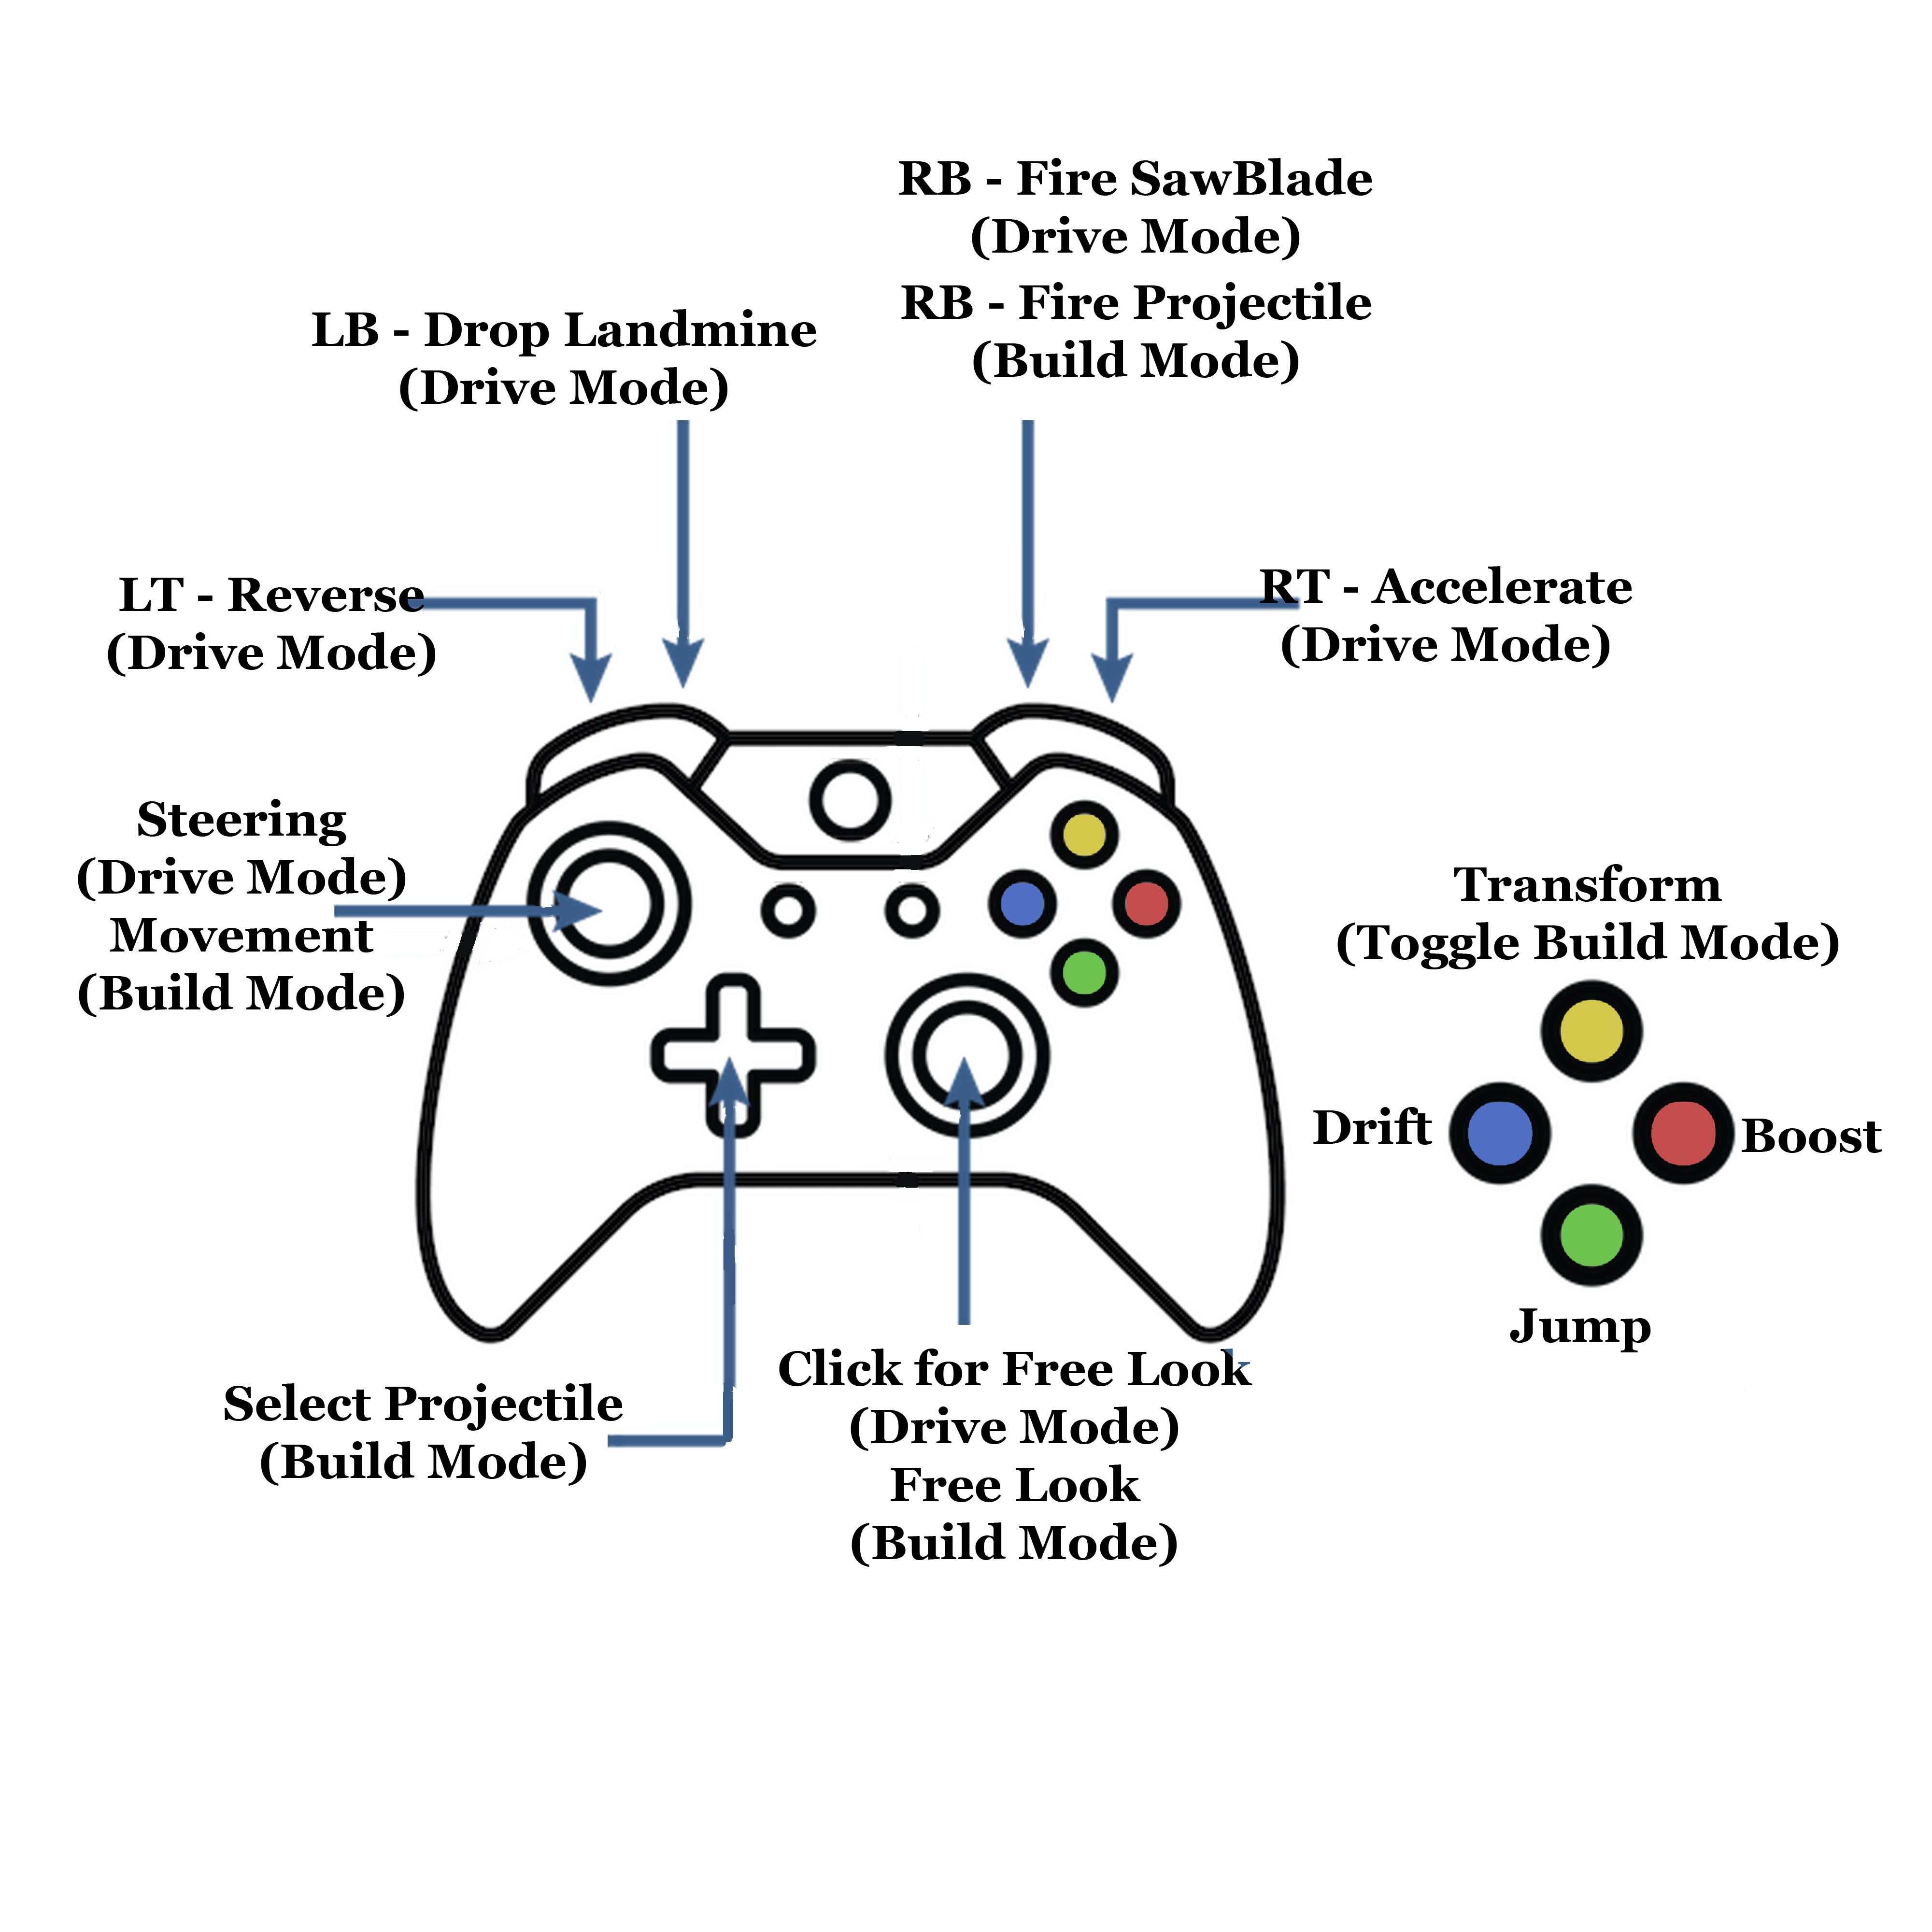 RB - Fire SawBlade
(Drive Mode)
RB - Fire Projectile
(Build Mode)
LB - Drop Landmine
(Drive Mode)
LT - Reverse
(Drive Mode)
RT - Accelerate
(Drive Mode)
Steering
(Drive Mode)
Movement
(Build Mode)
Transform
(Toggle Build Mode)
Drift
Boost
Jump
Select Projectile
(Build Mode)
Click for Free Look
(Drive Mode)
Free Look
(Build Mode)